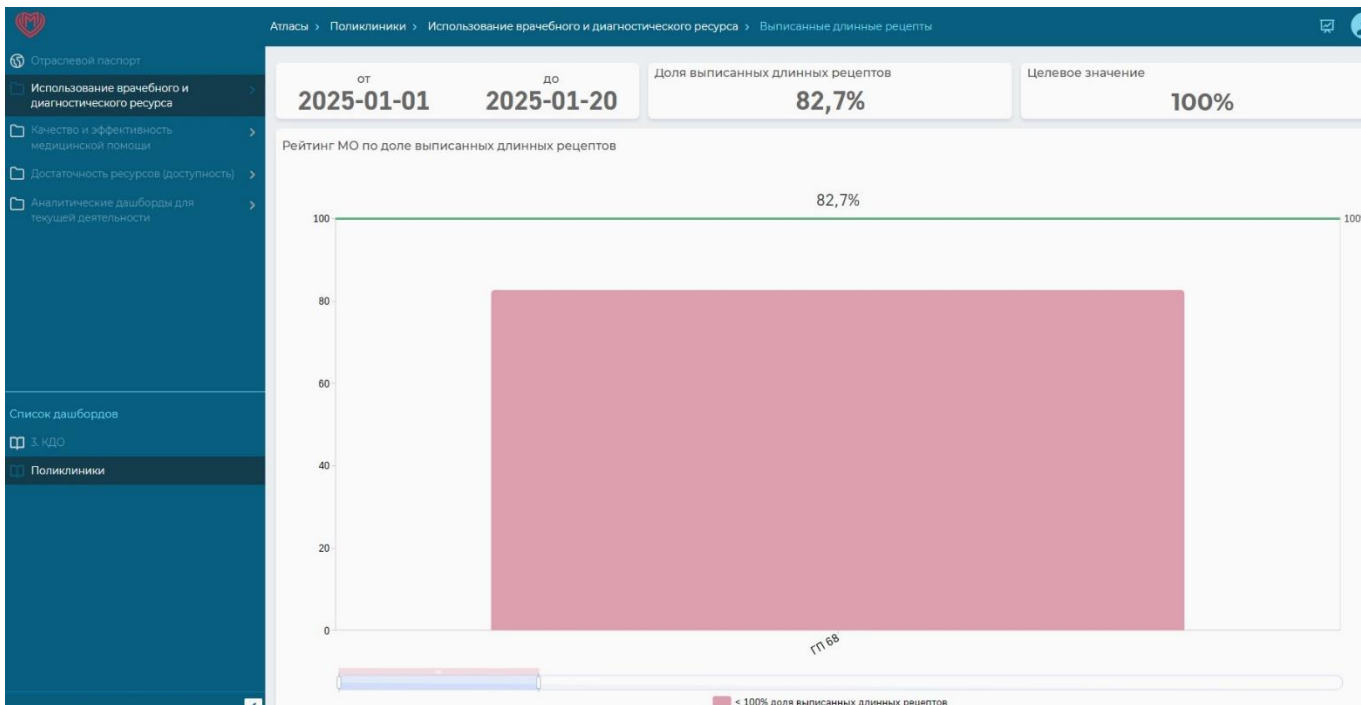 Атласы > Поликлиники > Использование врачебного и диагностического ресурса > Выписанные длинные рецепты
Отраслевой паспорт
Использование врачебного и
диагностического ресурса
Качество и эффективность
медицинской помощи
Достаточность ресурсов (доступность)
Аналитические дашборды для
текущей деятельности
Список дашбордов
3. КДО
Поликлиники
от
2025-01-01
до
2025-01-20
Доля выписанных длинных рецептов
82,7%
Целевое значение
100%
Рейтинг МО по доле выписанных длинных рецептов
82,7%
100
100%
80
60
40
20
0
ГП 68
< 100% доля выписанных длинных рецептов